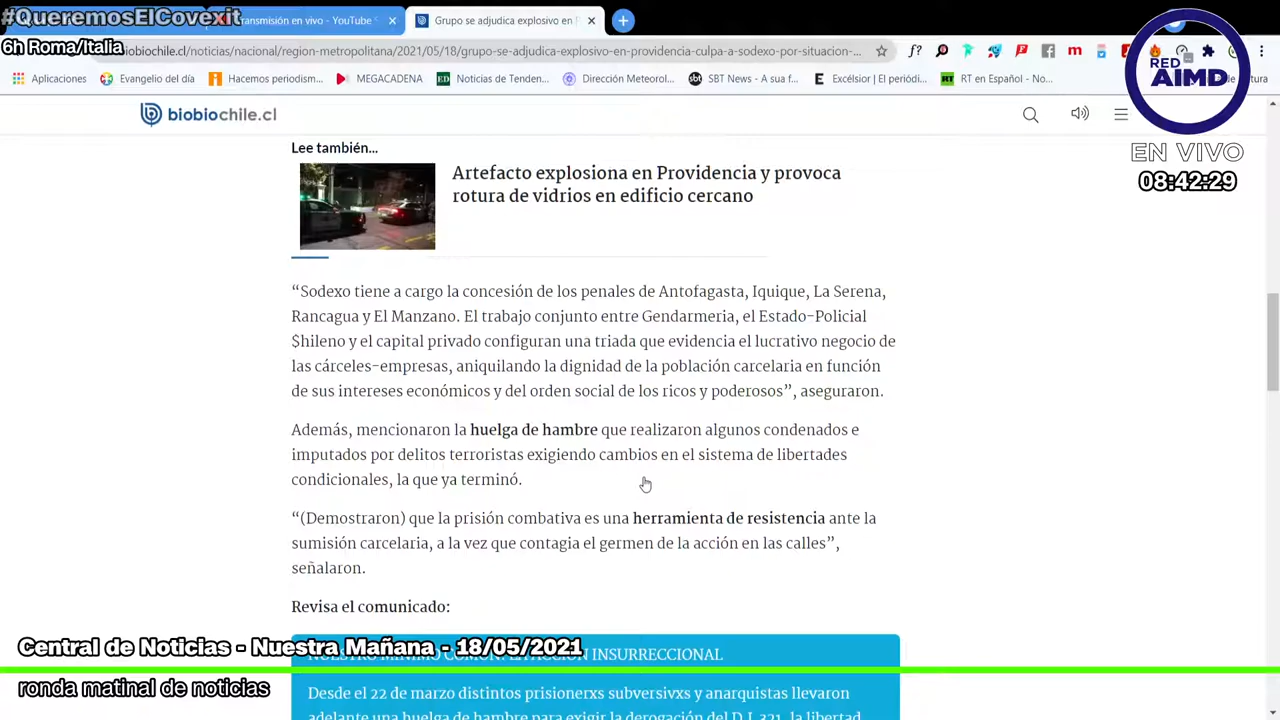 #QueremosElCovexit
transmisión en vivo - YouTube
Grupo se adjudica explosivo en
6h Roma/Italia
biobiochile.cl/noticias/nacional/region-metropolitana/2021/05/18/grupo-se-adjudica-explosivo-en-providencia-culpa-a-sodexo-por-situacion-...
Aplicaciones
Evangelio del día
Hacemos periodism...
MEGACADENA
Noticias de Tenden...
Dirección Meteorol...
SBT News - A sua f...
Excélsior | El periódi...
RT en Español - No...
RED
AIMD
EN VIVO
08:42:29
biobiochile.cl
Lee también...
Artefacto explosiona en Providencia y provoca
rotura de vidrios en edificio cercano
“Sodexo tiene a cargo la concesión de los penales de Antofagasta, Iquique, La Serena,
Rancagua y El Manzano. El trabajo conjunto entre Gendarmería, el Estado-Policial
$hileno y el capital privado configuran una triada que evidencia el lucrativo negocio de
las cárceles-empresas, aniquilando la dignidad de la población carcelaria en función
de sus intereses económicos y del orden social de los ricos y poderosos”, aseguraron.
Además, mencionaron la huelga de hambre que realizaron algunos condenados e
imputados por delitos terroristas exigiendo cambios en el sistema de libertades
condicionales, la que ya terminó.
“(Demostraron) que la prisión combativa es una herramienta de resistencia ante la
sumisión carcelaria, a la vez que contagia el germen de la acción en las calles”,
señalaron.
Revisa el comunicado:
NUESTRO MÍNIMO COMÚN: LA ACCIÓN INSURRECCIONAL
Central de Noticias - Nuestra Mañana - 18/05/2021
ronda matinal de noticias
Desde el 22 de marzo distintos prisionerxs subversivxs y anarquistas llevaron
adelante una huelga de hambre para exigir la derogación del D.L 321, la libertad